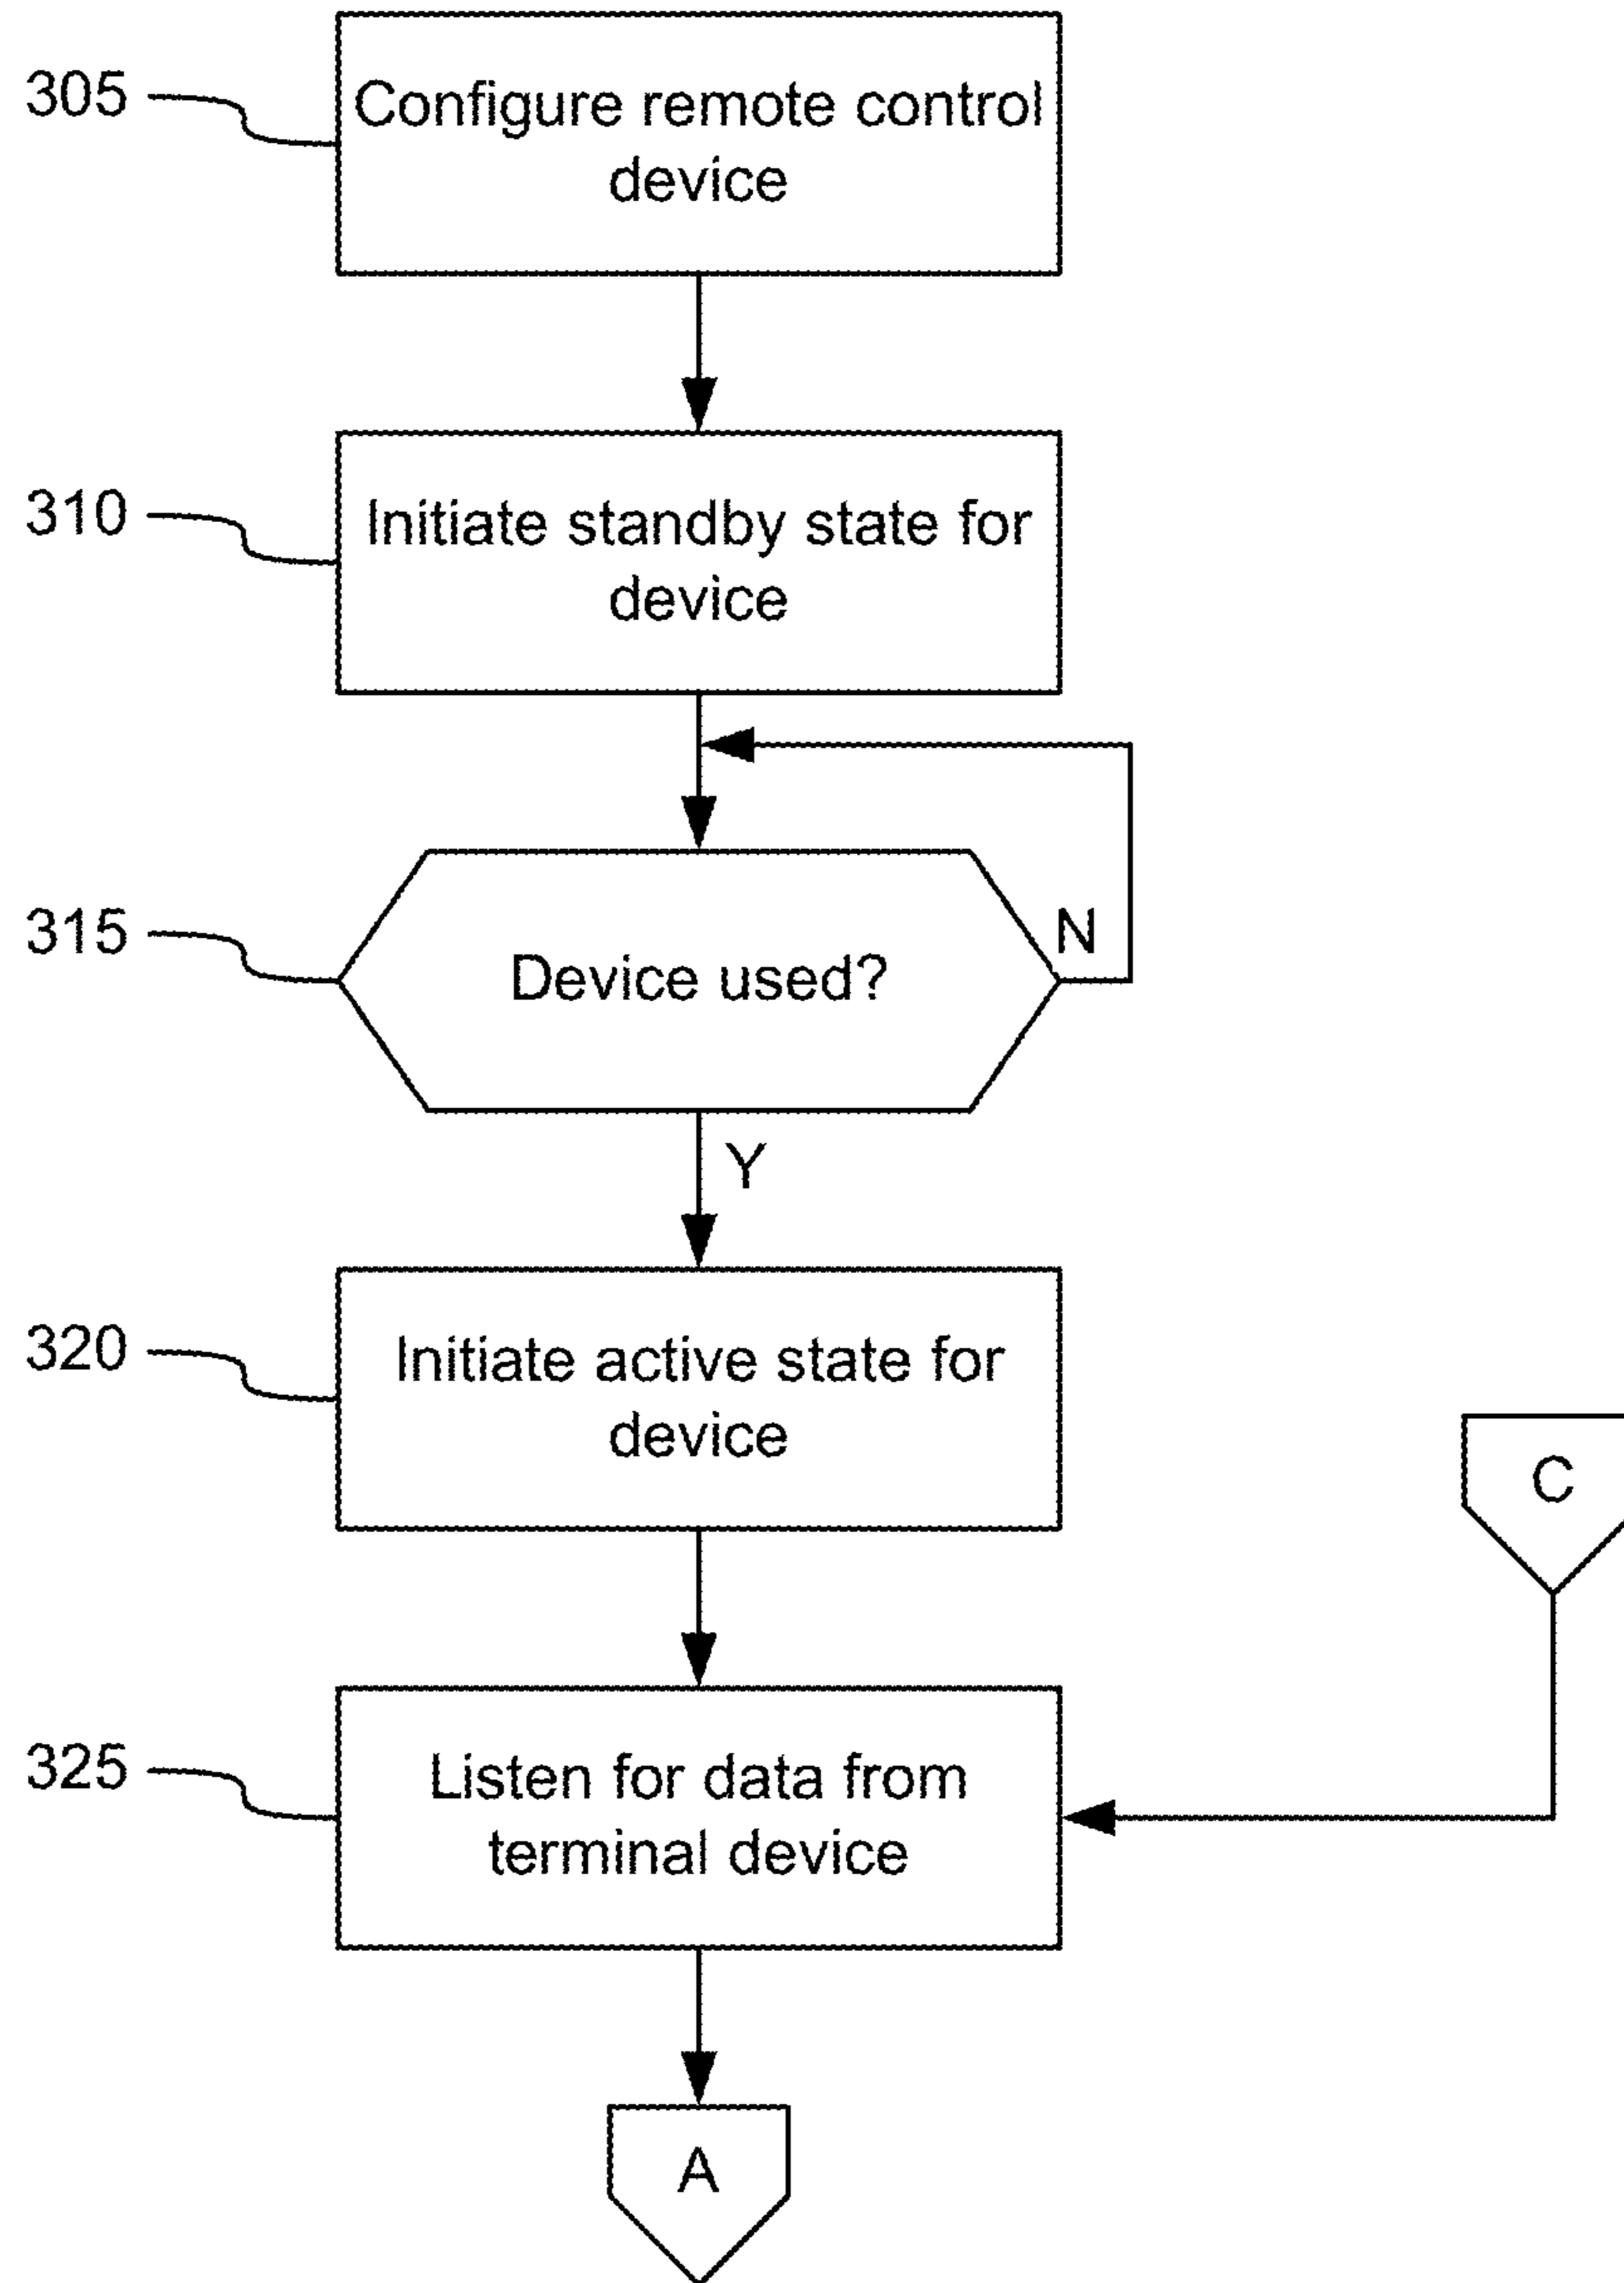 305
Configure remote control
device
310
Initiate standby state for
device
315
Device used?
N
Y
320
Initiate active state for
device
C
325
Listen for data from
terminal device
A